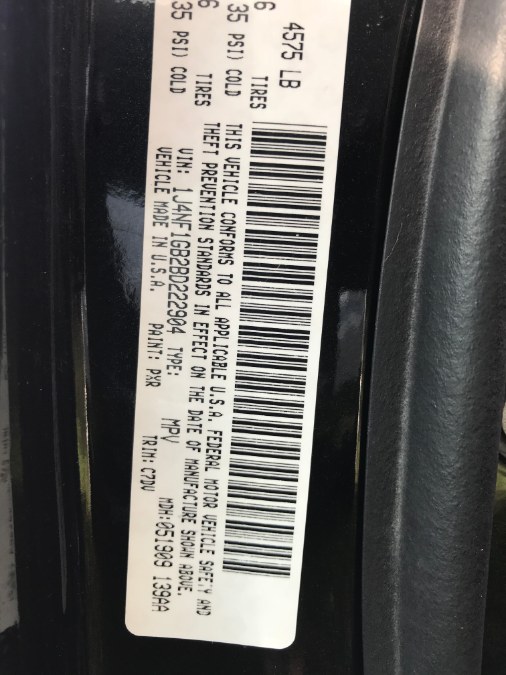 4575 LB
6 TIRES
35 PSI) COLD
6 TIRES
35 PSI) COLD
THIS VEHICLE CONFORMS TO ALL APPLICABLE U.S.A. FEDERAL MOTOR VEHICLE SAFETY AND
THEFT PREVENTION STANDARDS IN EFFECT ON THE DATE OF MANUFACTURE SHOWN ABOVE.
VIN: 1J4NF1GB2BD222904 TYPE: MPV MDH:051909 139AA
VEHICLE MADE IN U.S.A. PAINT: PXR TRIM: C7DV